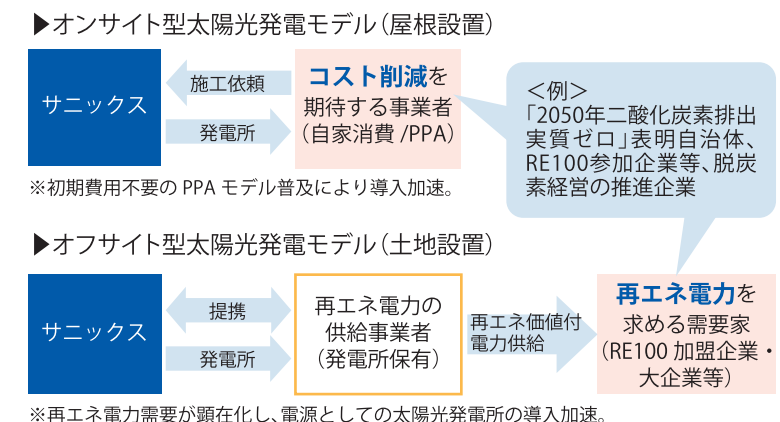 ▶オンサイト型太陽光発電モデル（屋根設置）
サニックス
施工依頼
発電所
コスト削減を
期待する事業者
（自家消費/PPA）
＜例＞
「2050年二酸化炭素排出
実質ゼロ」表明自治体、
RE100参加企業等、脱炭
素経営の推進企業
※初期費用不要のPPAモデル普及により導入加速。
▶オフサイト型太陽光発電モデル（土地設置）
サニックス
提携
発電所
再エネ電力の
供給事業者
（発電所保有）
再エネ価値付
電力供給
再エネ電力を
求める需要家
（RE100加盟企業・
大企業等）
※再エネ電力需要が顕在化し、電源としての太陽光発電所の導入加速。